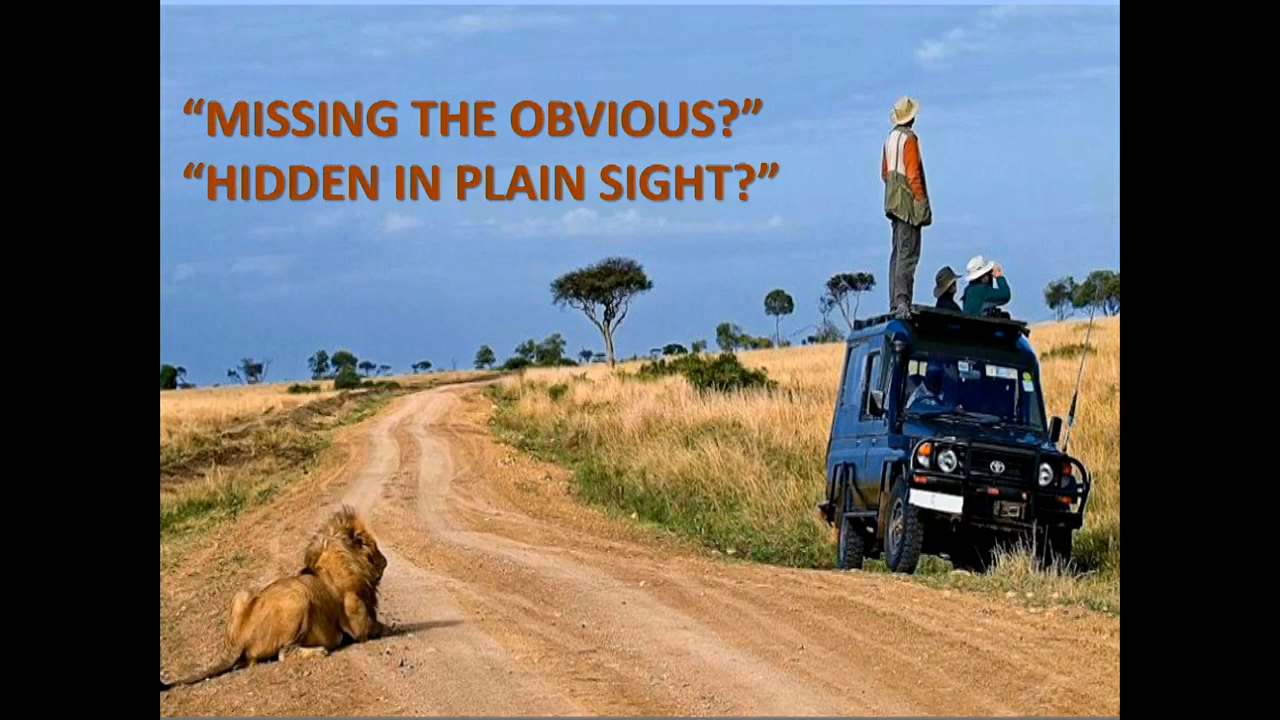 “MISSING THE OBVIOUS?”
“HIDDEN IN PLAIN SIGHT?”